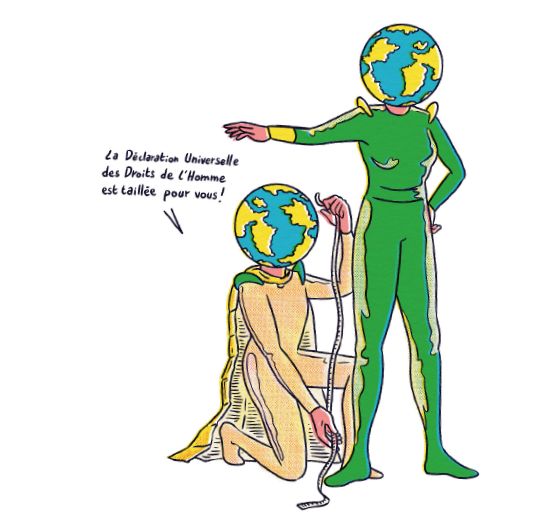 La Déclaration Universelle
des Droits de l'Homme
est taillée pour vous!